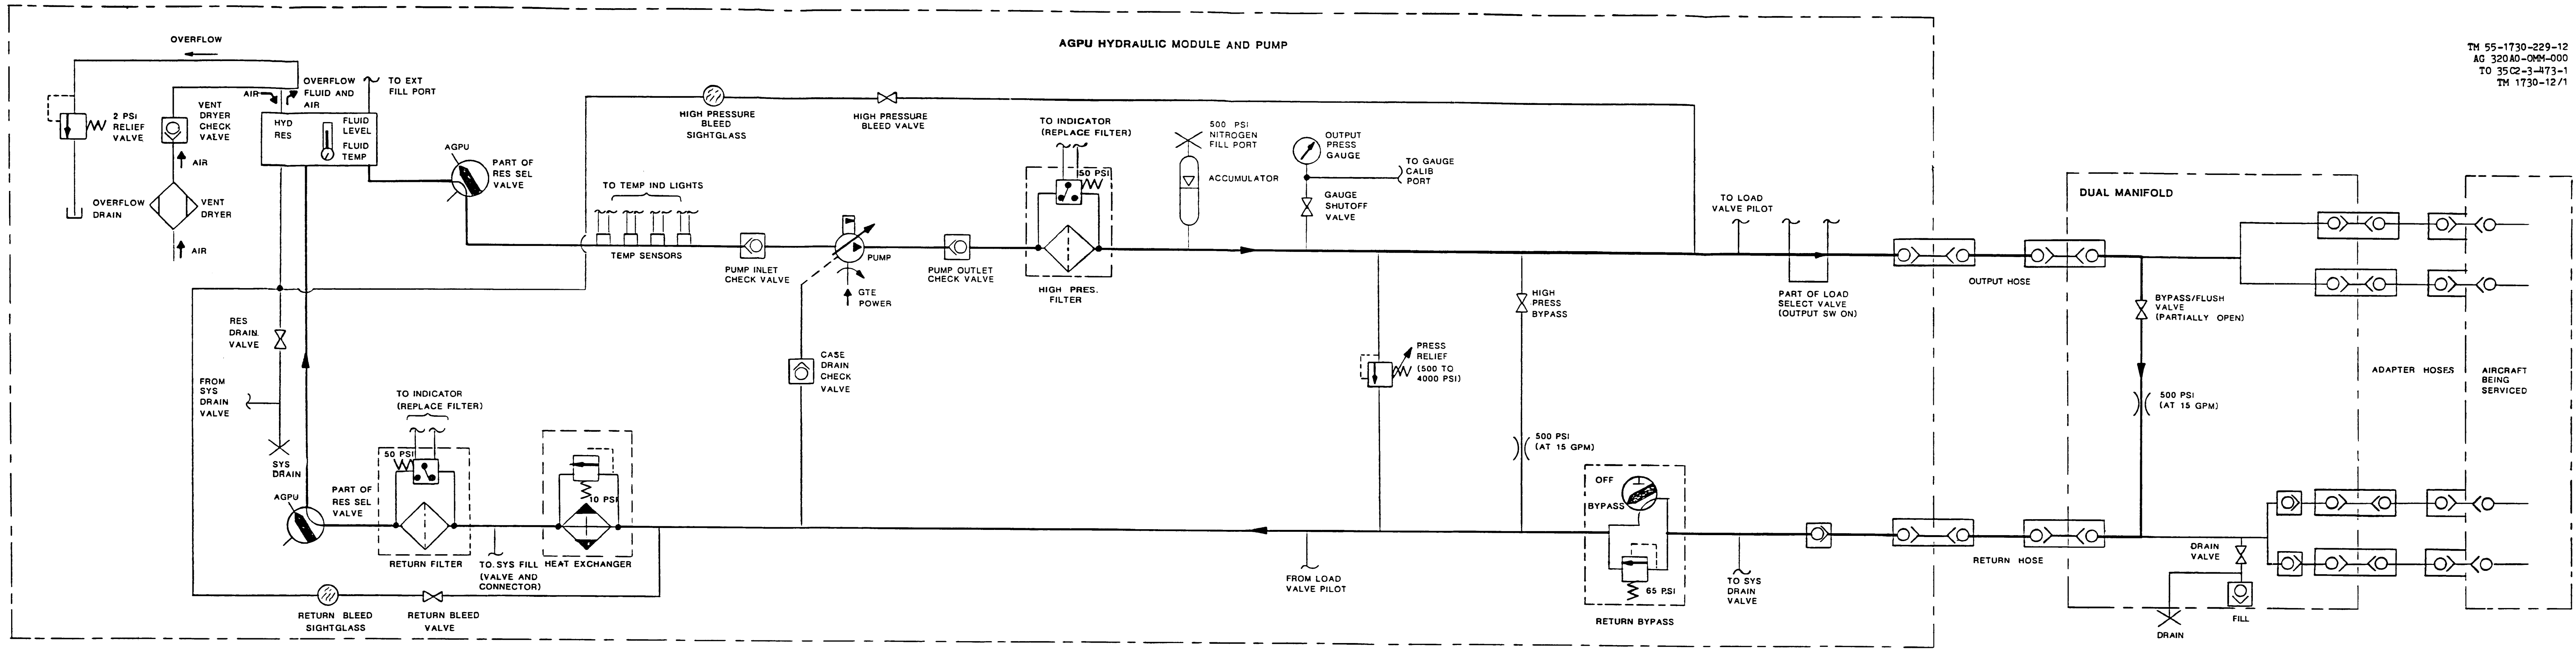 AGPU HYDRAULIC MODULE AND PUMP
TM 55-1730-229-12
AG 320A0-OMM-000
TO 35C2-3-473-1
TM 1730-12/1
OVERFLOW
2 PSI
RELIEF
VALVE
OVERFLOW
DRAIN
VENT
DRYER
CHECK
VALVE
AIR
VENT
DRYER
AIR
AIR
OVERFLOW
FLUID AND
AIR
TO EXT
FILL PORT
HYD
RES
FLUID
LEVEL
FLUID
TEMP
AGPU
PART OF
RES SEL
VALVE
TO TEMP IND LIGHTS
TEMP SENSORS
HIGH PRESSURE
BLEED
SIGHTGLASS
HIGH PRESSURE
BLEED VALVE
PUMP INLET
CHECK VALVE
PUMP
GTE
POWER
PUMP OUTLET
CHECK VALVE
TO INDICATOR
(REPLACE FILTER)
150 PSI
HIGH PRES.
FILTER
500 PSI
NITROGEN
FILL PORT
ACCUMULATOR
OUTPUT
PRESS
GAUGE
TO GAUGE
CALIB
PORT
GAUGE
SHUTOFF
VALVE
TO LOAD
VALVE PILOT
PART OF LOAD
SELECT VALVE
(OUTPUT SW ON)
OUTPUT HOSE
DUAL MANIFOLD
BYPASS/FLUSH
VALVE
(PARTIALLY OPEN)
500 PSI
(AT 15 GPM)
ADAPTER HOSES
AIRCRAFT
BEING
SERVICED
RES
DRAIN
VALVE
FROM
SYS
DRAIN
VALVE
SYS
DRAIN
CASE
DRAIN
CHECK
VALVE
PRESS
RELIEF
(500 TO
4000 PSI)
HIGH
PRESS
BYPASS
500 PSI
(AT 15 GPM)
AGPU
PART OF
RES SEL
VALVE
TO INDICATOR
(REPLACE FILTER)
50 PSI
RETURN FILTER
TO SYS FILL
(VALVE AND
CONNECTOR)
10 PSI
HEAT EXCHANGER
RETURN BLEED
SIGHTGLASS
RETURN BLEED
VALVE
FROM LOAD
VALVE PILOT
OFF
BYPASS
65 PSI
RETURN BYPASS
TO SYS
DRAIN
VALVE
RETURN HOSE
DRAIN
VALVE
DRAIN
FILL